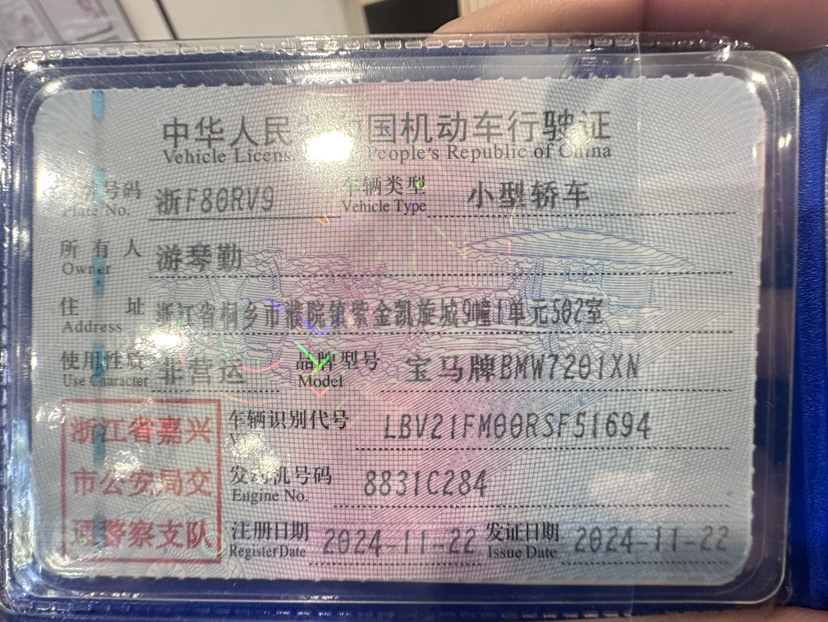 中华人民 国机动车行驶证
Vehicle Licens People's Republic of China
号码 浙F80RV9 车辆类型 小型轿车
Plate No. Vehicle Type
所有人 游琴勤
Owner
住址 浙江省桐乡市濮院镇紫金凯旋城9幢1单元502室
Address
使用性质 非营运 品牌型号 宝马牌BMW7201XN
Use Character Model
浙江省嘉兴
市公安局交
通警察支队
车辆识别代号 LBV21FM00RSF51694
发动机号码 8831C284
Engine No.
注册日期 2024-11-22 发证日期 2024-11-22
Register Date Issue Date